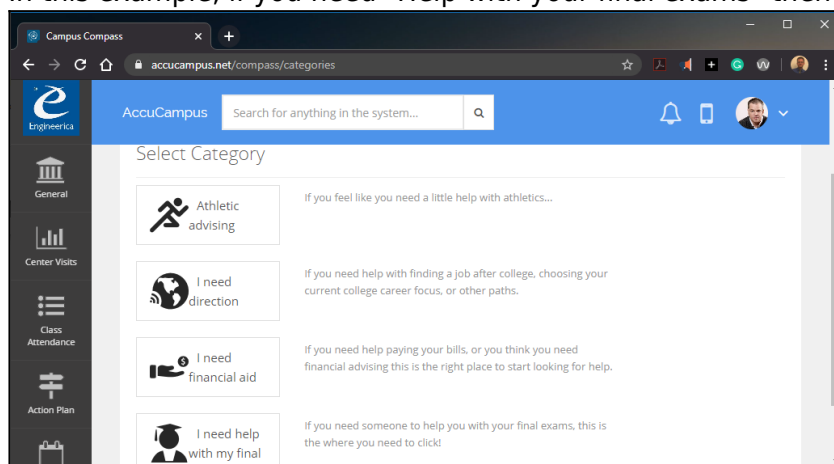 in this example, if you need "Help with your final exams" then
Campus Compass
accucampus.net/compass/categories
Engineerica
AccuCampus
Search for anything in the system...
General
Center Visits
Class
Attendance
Action Plan
Select Category
Athletic
advising
If you feel like you need a little help with athletics...
I need
direction
If you need help with finding a job after college, choosing your
current college career focus, or other paths.
I need
financial aid
If you need help paying your bills, or you think you need
financial advising this is the right place to start looking for help.
I need help
with my final
If you need someone to help you with your final exams, this is
the where you need to click!